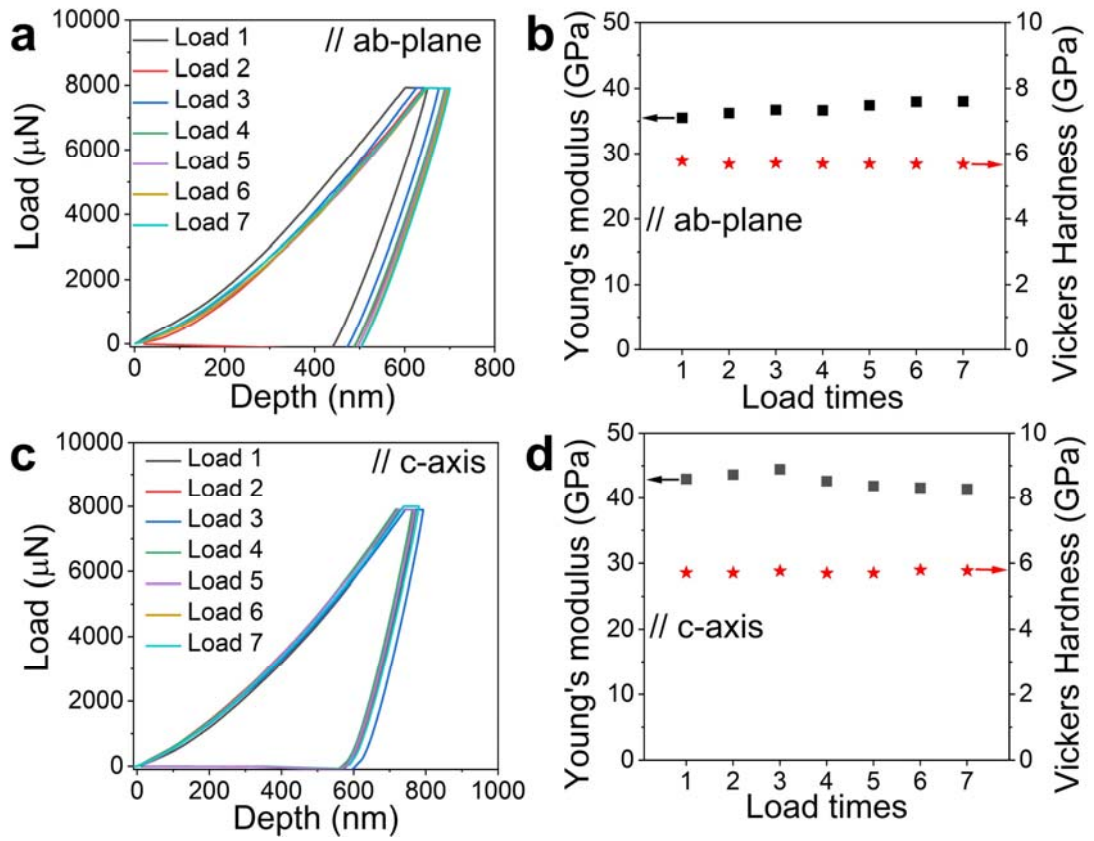 a
// ab-plane
Load 1
Load 2
Load 3
Load 4
Load 5
Load 6
Load 7
10000
8000
6000
4000
2000
0
Load (μN)
0 200 400 600 800
Depth (nm)
b
50
40
30
20
10
0
Young's modulus (GPa)
// ab-plane
10
8
6
4
2
0
Vickers Hardness (GPa)
1 2 3 4 5 6 7
Load times
c
// c-axis
Load 1
Load 2
Load 3
Load 4
Load 5
Load 6
Load 7
10000
8000
6000
4000
2000
0
Load (μN)
0 200 400 600 800 1000
Depth (nm)
d
50
40
30
20
10
0
Young's modulus (GPa)
// c-axis
10
8
6
4
2
0
Vickers Hardness (GPa)
1 2 3 4 5 6 7
Load times